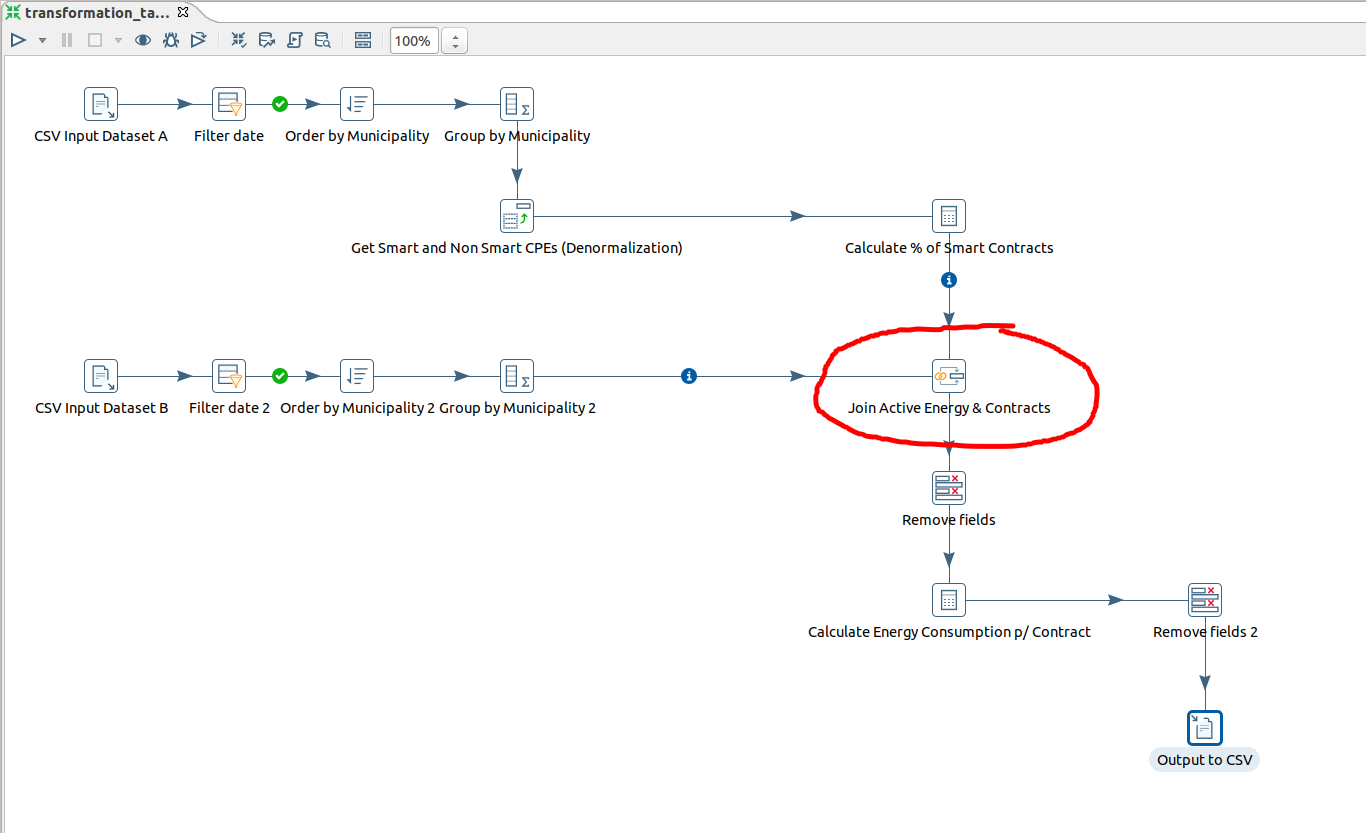 transformation_ta...
100%
CSV Input Dataset A
Filter date
Order by Municipality
Group by Municipality
Get Smart and Non Smart CPEs (Denormalization)
Calculate % of Smart Contracts
CSV Input Dataset B
Filter date 2
Order by Municipality 2
Group by Municipality 2
Join Active Energy & Contracts
Remove fields
Calculate Energy Consumption p/ Contract
Remove fields 2
Output to CSV